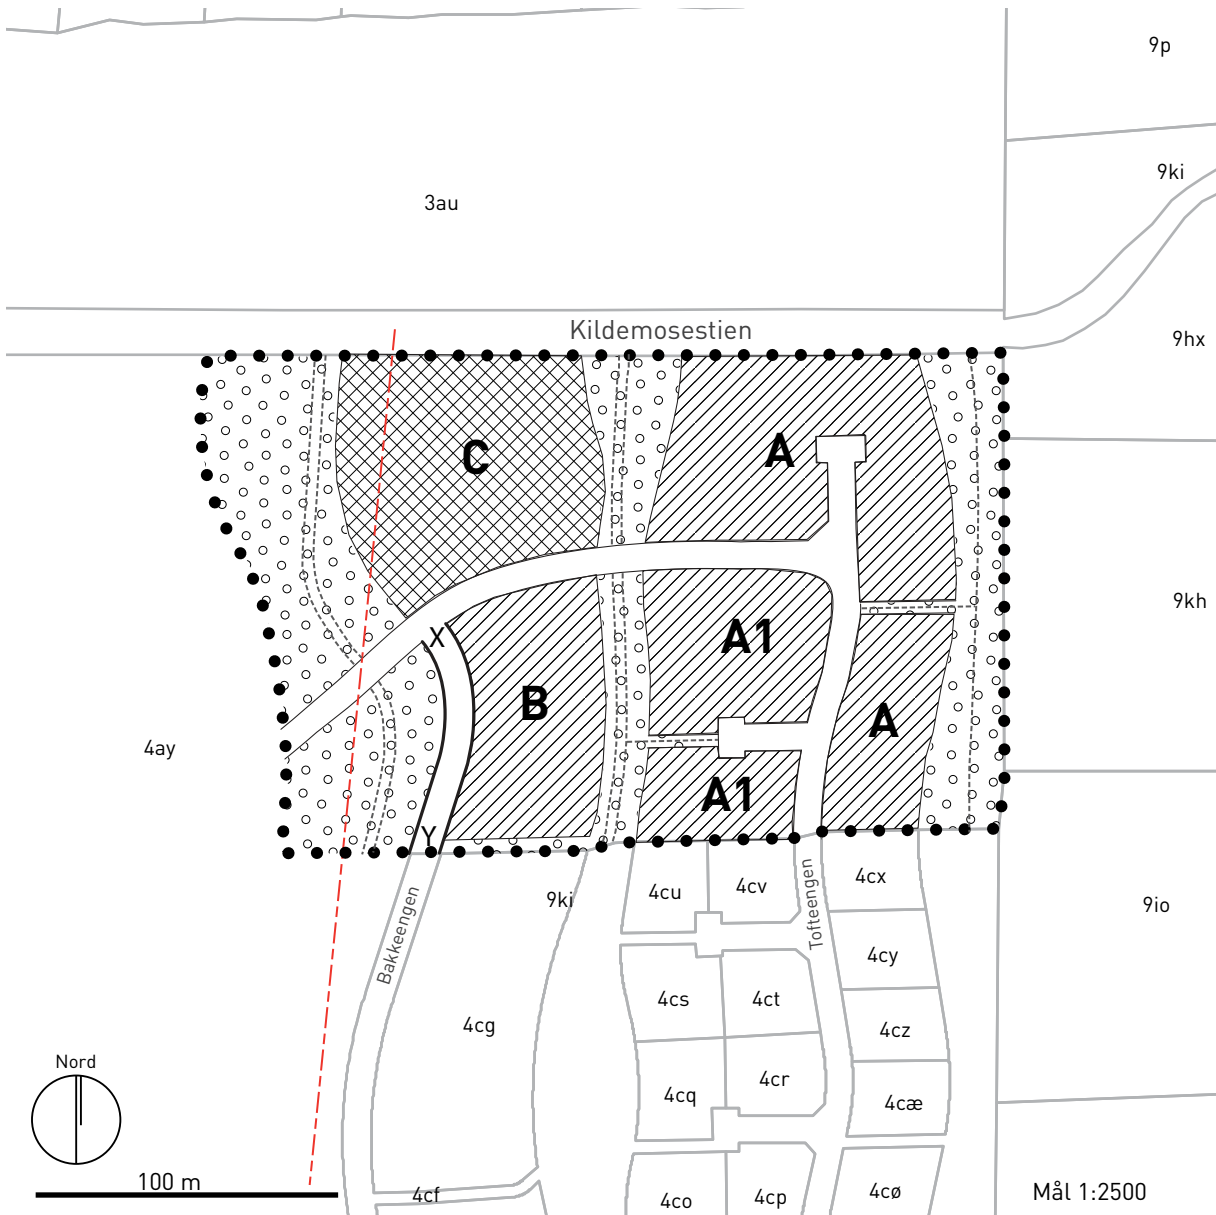 9p
9ki
3au
Kildemosestien
9hx
C
A
9kh
X
A1
B
A
4ay
A1
Y
9ki
4cu
4cv
4cx
9io
Bakkeengen
Tofteengen
4cy
4cs
4ct
4cg
4cz
Nord
4cr
4cq
4cæ
100 m
4cf
4co
4cp
4cø
Mål 1:2500